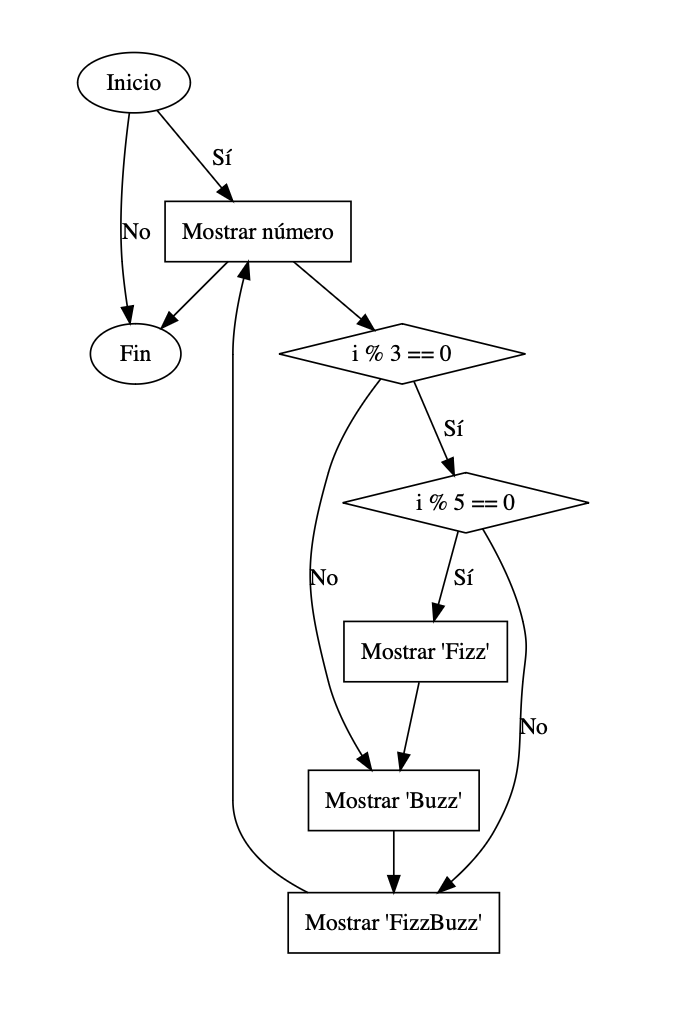 Inicio
Sí
No
Mostrar número
Fin
i % 3 == 0
Sí
i % 5 == 0
No
Sí
Mostrar 'Fizz'
No
Mostrar 'Buzz'
Mostrar 'FizzBuzz'